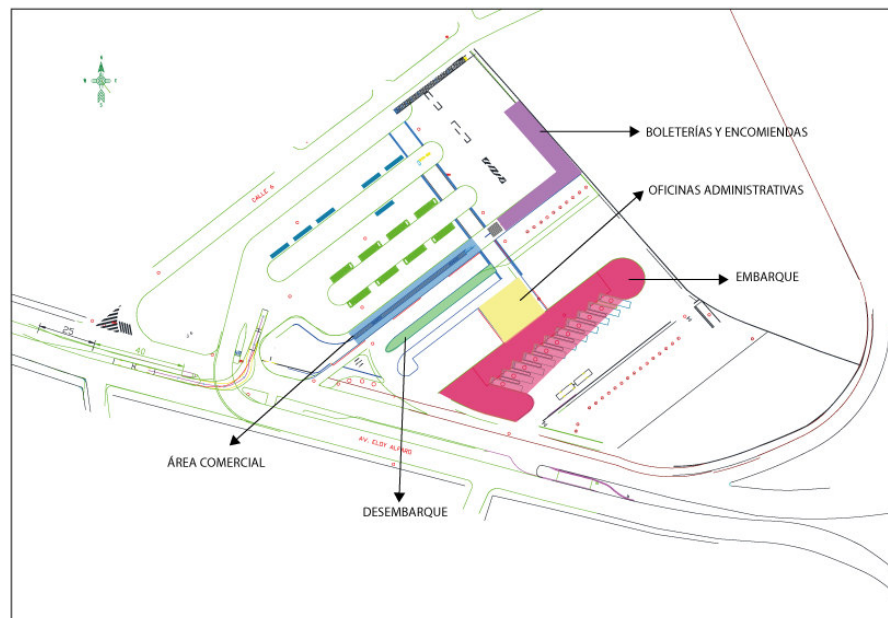 BOLETERÍAS Y ENCOMIENDAS
OFICINAS ADMINISTRATIVAS
CALLE 6
EMBARQUE
25
40
AV. ELOY ALFARO
ÁREA COMERCIAL
DESEMBARQUE